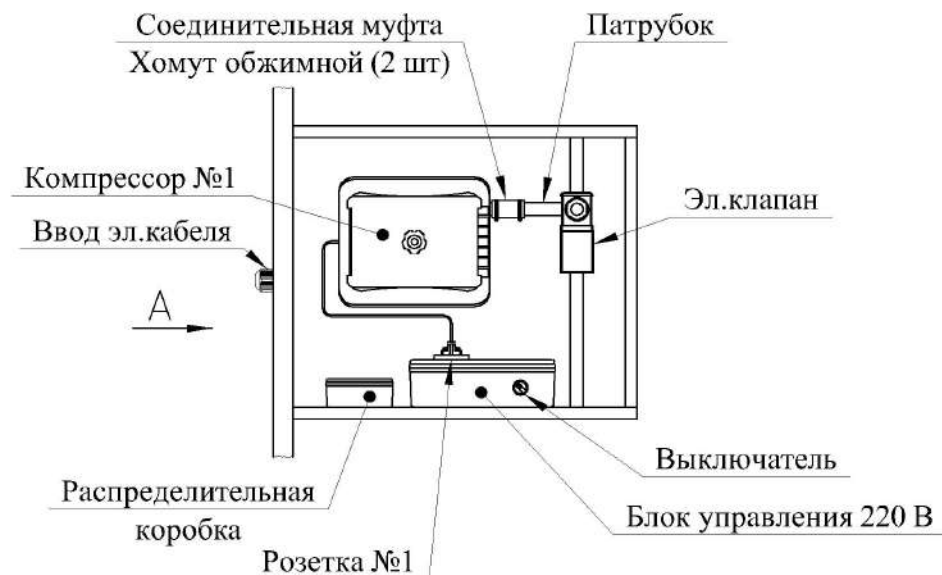 Соединительная муфта
Хомут обжимной (2 шт)
Патрубок
Компрессор №1
Эл.клапан
Ввод эл.кабеля
А
Выключатель
Распределительная
коробка
Блок управления 220 В
Розетка №1